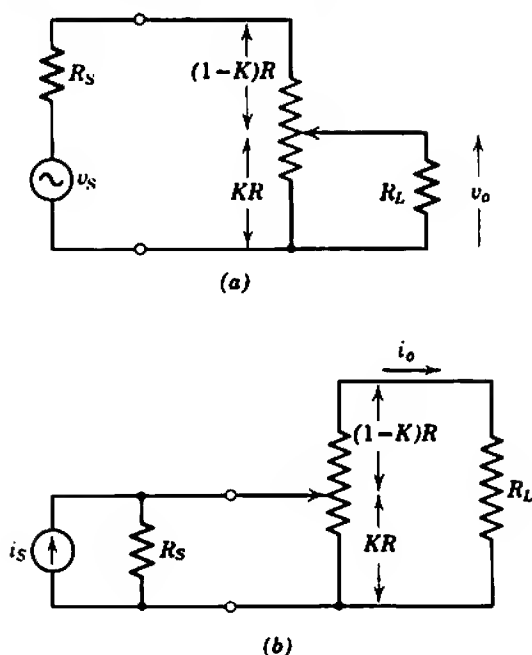 R_S
(1−K)R
v_S
KR
R_L
v_o
(a)
i_o
(1−K)R
i_S
R_S
KR
R_L
(b)